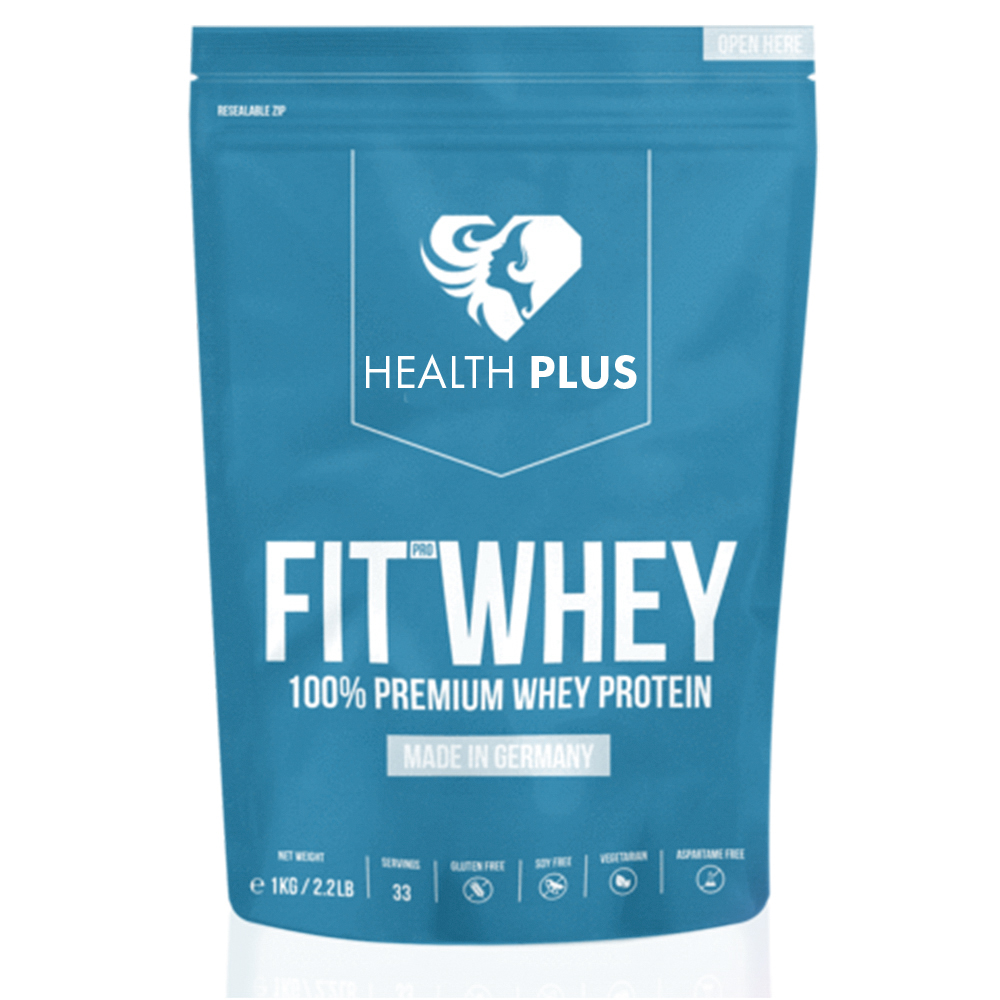 OPEN HERE
RESEALABLE ZIP
HEALTH PLUS
FIT PRO WHEY
100% PREMIUM WHEY PROTEIN
MADE IN GERMANY
NET WEIGHT
℮ 1KG / 2.2LB
SERVINGS
33
GLUTEN FREE
SOY FREE
VEGETARIAN
ASPARTAME FREE